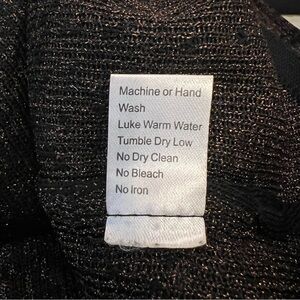 Machine or Hand
Wash
Luke Warm Water
Tumble Dry Low
No Dry Clean
No Bleach
No Iron